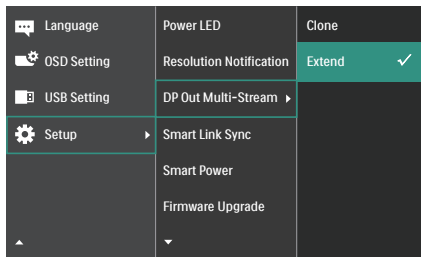 Language
OSD Setting
USB Setting
Setup
Power LED
Resolution Notification
DP Out Multi-Stream
Smart Link Sync
Smart Power
Firmware Upgrade
Clone
Extend